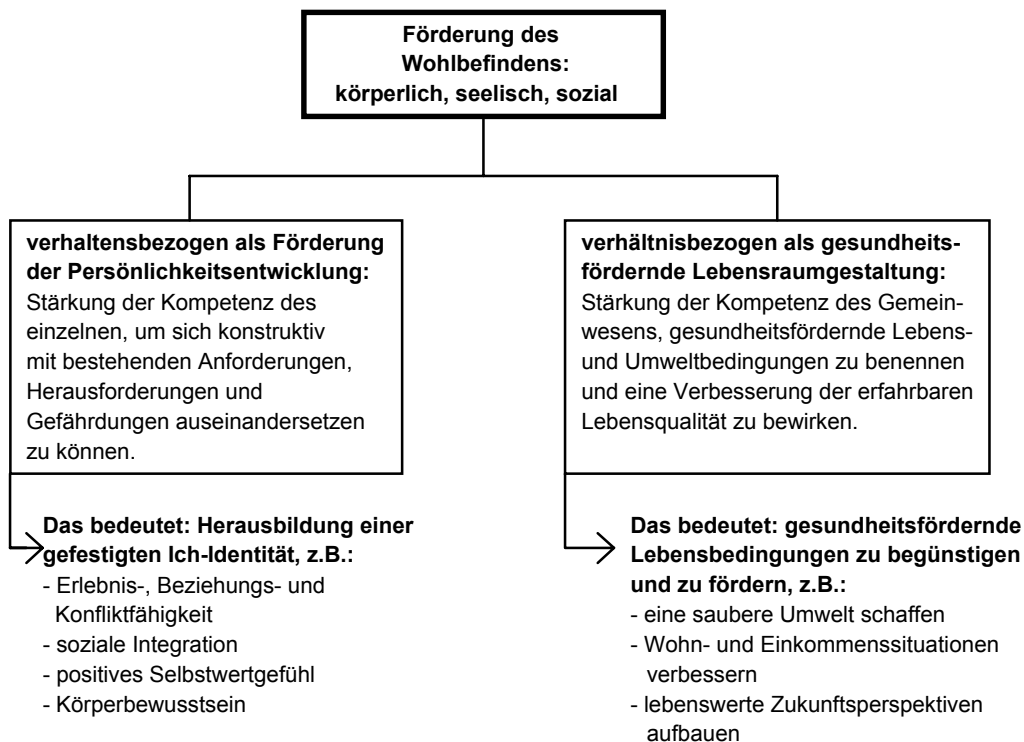 Förderung des
Wohlbefindens:
körperlich, seelisch, sozial
verhaltensbezogen als Förderung
der Persönlichkeitsentwicklung:
Stärkung der Kompetenz des
einzelnen, um sich konstruktiv
mit bestehenden Anforderungen,
Herausforderungen und
Gefährdungen auseinandersetzen
zu können.
Das bedeutet: Herausbildung einer
gefestigten Ich-Identität, z.B.:
- Erlebnis-, Beziehungs- und
Konfliktfähigkeit
- soziale Integration
- positives Selbstwertgefühl
- Körperbewusstsein
verhältnisbezogen als gesundheits-
fördernde Lebensraumgestaltung:
Stärkung der Kompetenz des Gemein-
wesens, gesundheitsfördernde Lebens-
und Umweltbedingungen zu benennen
und eine Verbesserung der erfahrbaren
Lebensqualität zu bewirken.
Das bedeutet: gesundheitsfördernde
Lebensbedingungen zu begünstigen
und zu fördern, z.B.:
- eine saubere Umwelt schaffen
- Wohn- und Einkommenssituationen
verbessern
- lebenswerte Zukunftsperspektiven
aufbauen